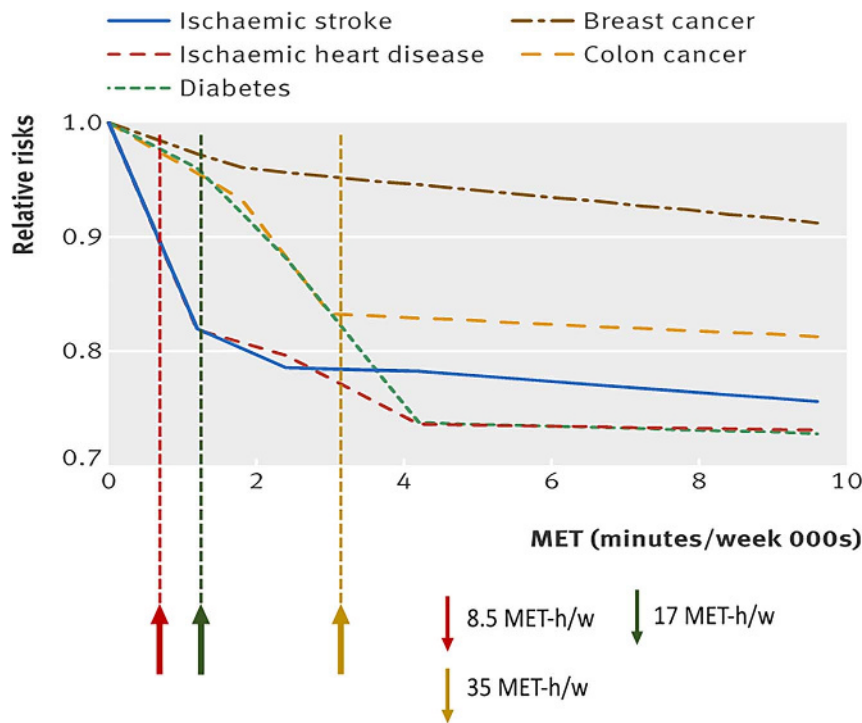 Ischaemic stroke
Breast cancer
Ischaemic heart disease
Colon cancer
Diabetes
Relative risks
1.0
0.9
0.8
0.7
0 2 4 6 8 10
MET (minutes/week 000s)
8.5 MET-h/w
17 MET-h/w
35 MET-h/w